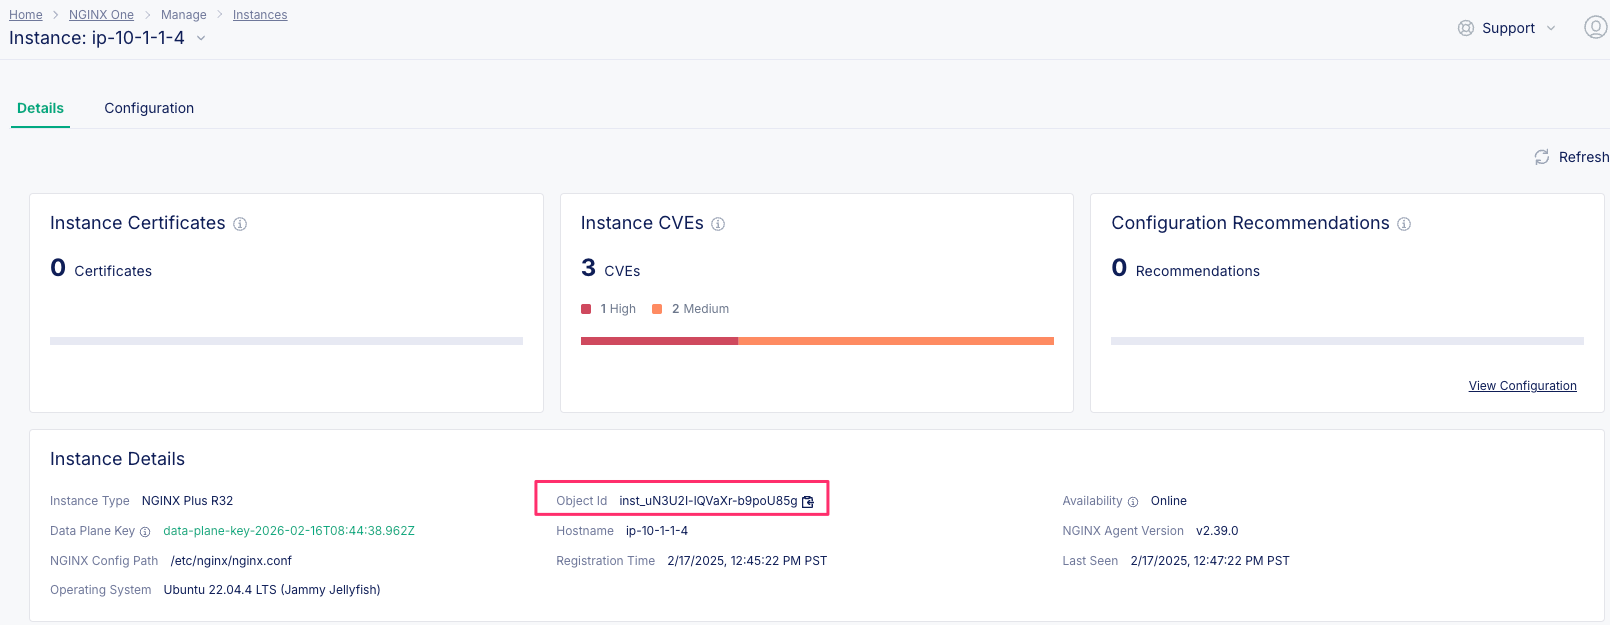 Home > NGINX One > Manage > Instances
Instance: ip-10-1-1-4
Support
Details Configuration
Refresh
Instance Certificates
0 Certificates
Instance CVEs
3 CVEs
1 High 2 Medium
Configuration Recommendations
0 Recommendations
View Configuration
Instance Details
Instance Type NGINX Plus R32
Data Plane Key data-plane-key-2026-02-16T08:44:38.962Z
NGINX Config Path /etc/nginx/nginx.conf
Operating System Ubuntu 22.04.4 LTS (Jammy Jellyfish)
Object Id inst_uN3U2I-lQVaXr-b9poU85g
Hostname ip-10-1-1-4
Registration Time 2/17/2025, 12:45:22 PM PST
Availability Online
NGINX Agent Version v2.39.0
Last Seen 2/17/2025, 12:47:22 PM PST